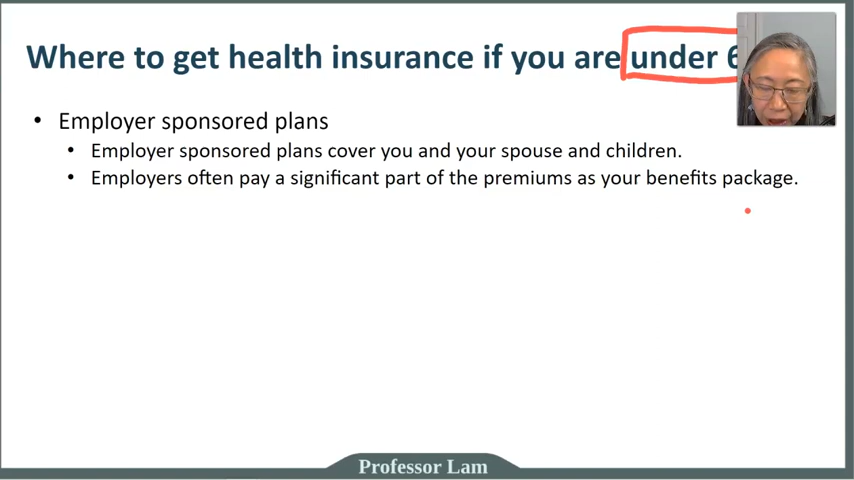 Where to get health insurance if you are under 6
Employer sponsored plans
Employer sponsored plans cover you and your spouse and children.
Employers often pay a significant part of the premiums as your benefits package.
Professor Lam